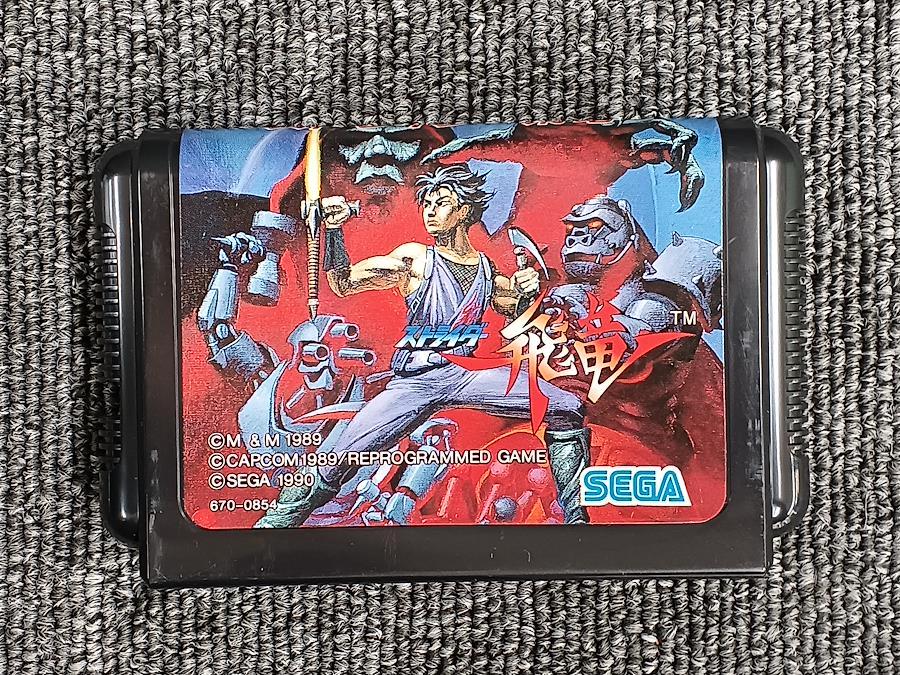 ストライダー
飛竜
TM
©M & M 1989
©CAPCOM 1989/REPROGRAMMED GAME
©SEGA 1990
670-0854
SEGA